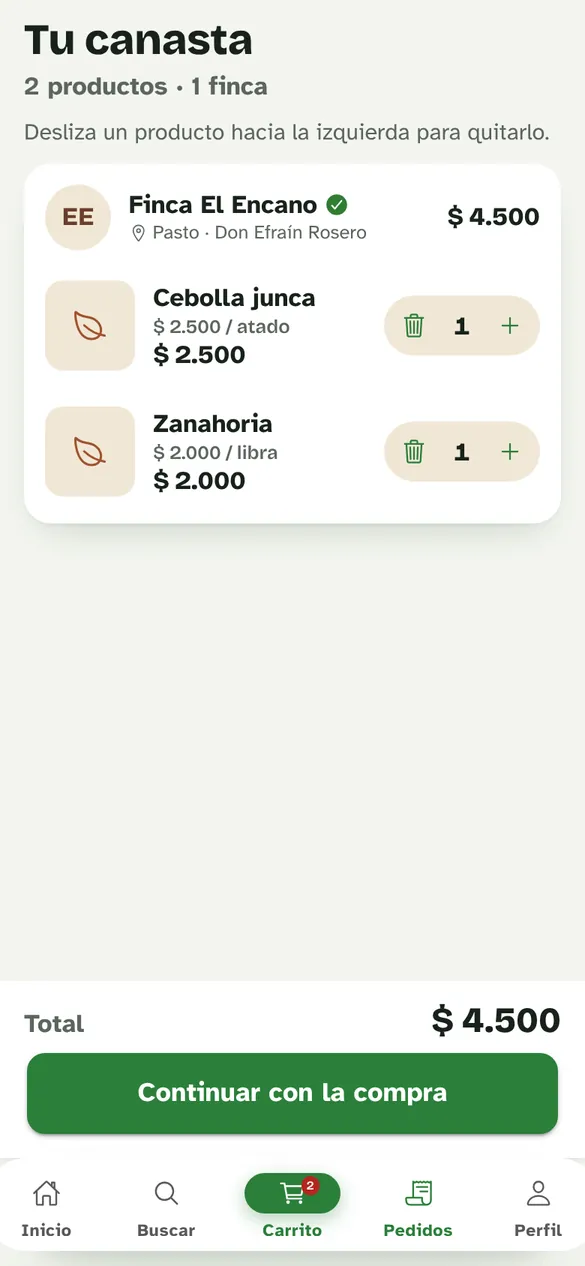 Tu canasta
2 productos · 1 finca
Desliza un producto hacia la izquierda para quitarlo.
EE
Finca El Encano
$ 4.500
Pasto · Don Efraín Rosero
Cebolla junca
$ 2.500 / atado
$ 2.500
1
Zanahoria
$ 2.000 / libra
$ 2.000
1
Total
$ 4.500
Continuar con la compra
2
Inicio
Buscar
Carrito
Pedidos
Perfil